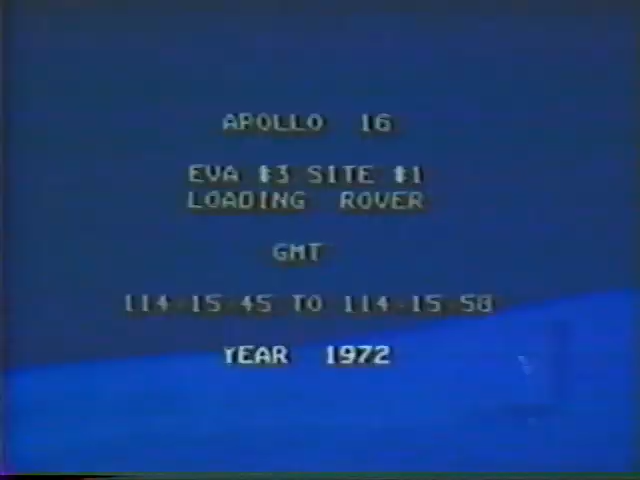 APOLLO 16
EVA #3 SITE #1
LOADING ROVER
GMT
114-15-45 TO 114-15-58
YEAR 1972